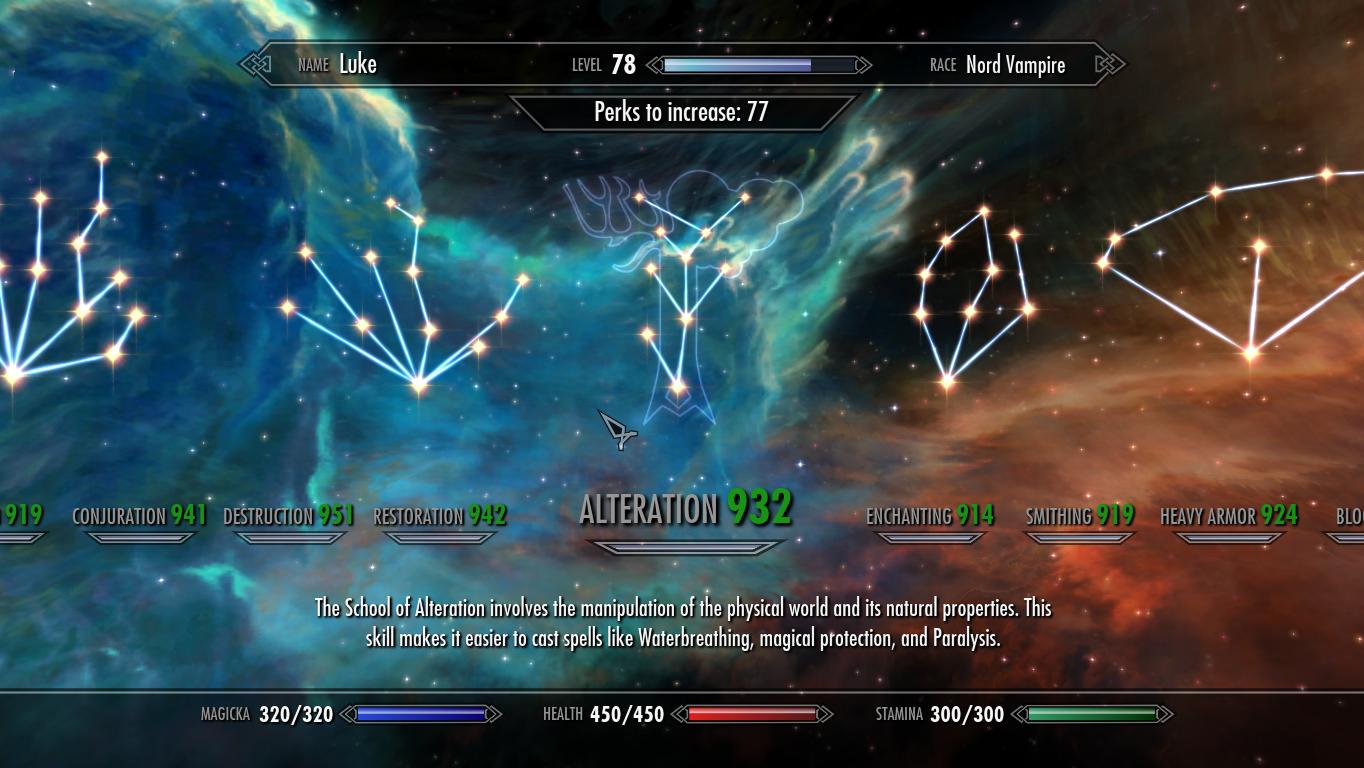 NAME Luke LEVEL 78 RACE Nord Vampire
Perks to increase: 77
919 CONJURATION 941 DESTRUCTION 951 RESTORATION 942 ALTERATION 932 ENCHANTING 914 SMITHING 919 HEAVY ARMOR 924 BLO
The School of Alteration involves the manipulation of the physical world and its natural properties. This
skill makes it easier to cast spells like Waterbreathing, magical protection, and Paralysis.
MAGICKA 320/320 HEALTH 450/450 STAMINA 300/300